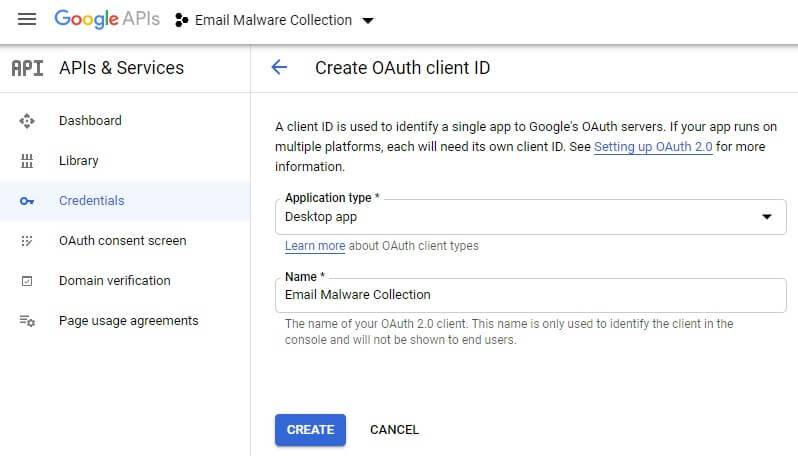 Google APIs Email Malware Collection
API APIs & Services
Create OAuth client ID
Dashboard
Library
Credentials
OAuth consent screen
Domain verification
Page usage agreements
A client ID is used to identify a single app to Google's OAuth servers. If your app runs on
multiple platforms, each will need its own client ID. See Setting up OAuth 2.0 for more
information.
Application type *
Desktop app
Learn more about OAuth client types
Name *
Email Malware Collection
The name of your OAuth 2.0 client. This name is only used to identify the client in the
console and will not be shown to end users.
CREATE CANCEL